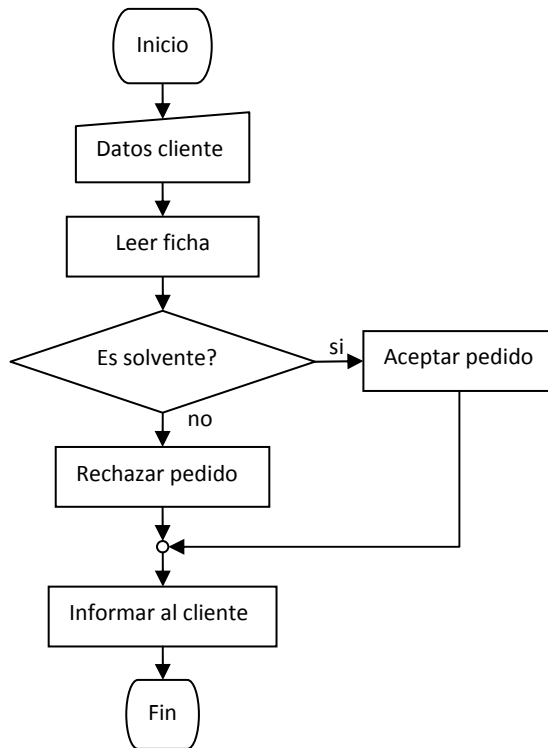 Inicio
Datos cliente
Leer ficha
Es solvente?
si
Aceptar pedido
no
Rechazar pedido
Informar al cliente
Fin